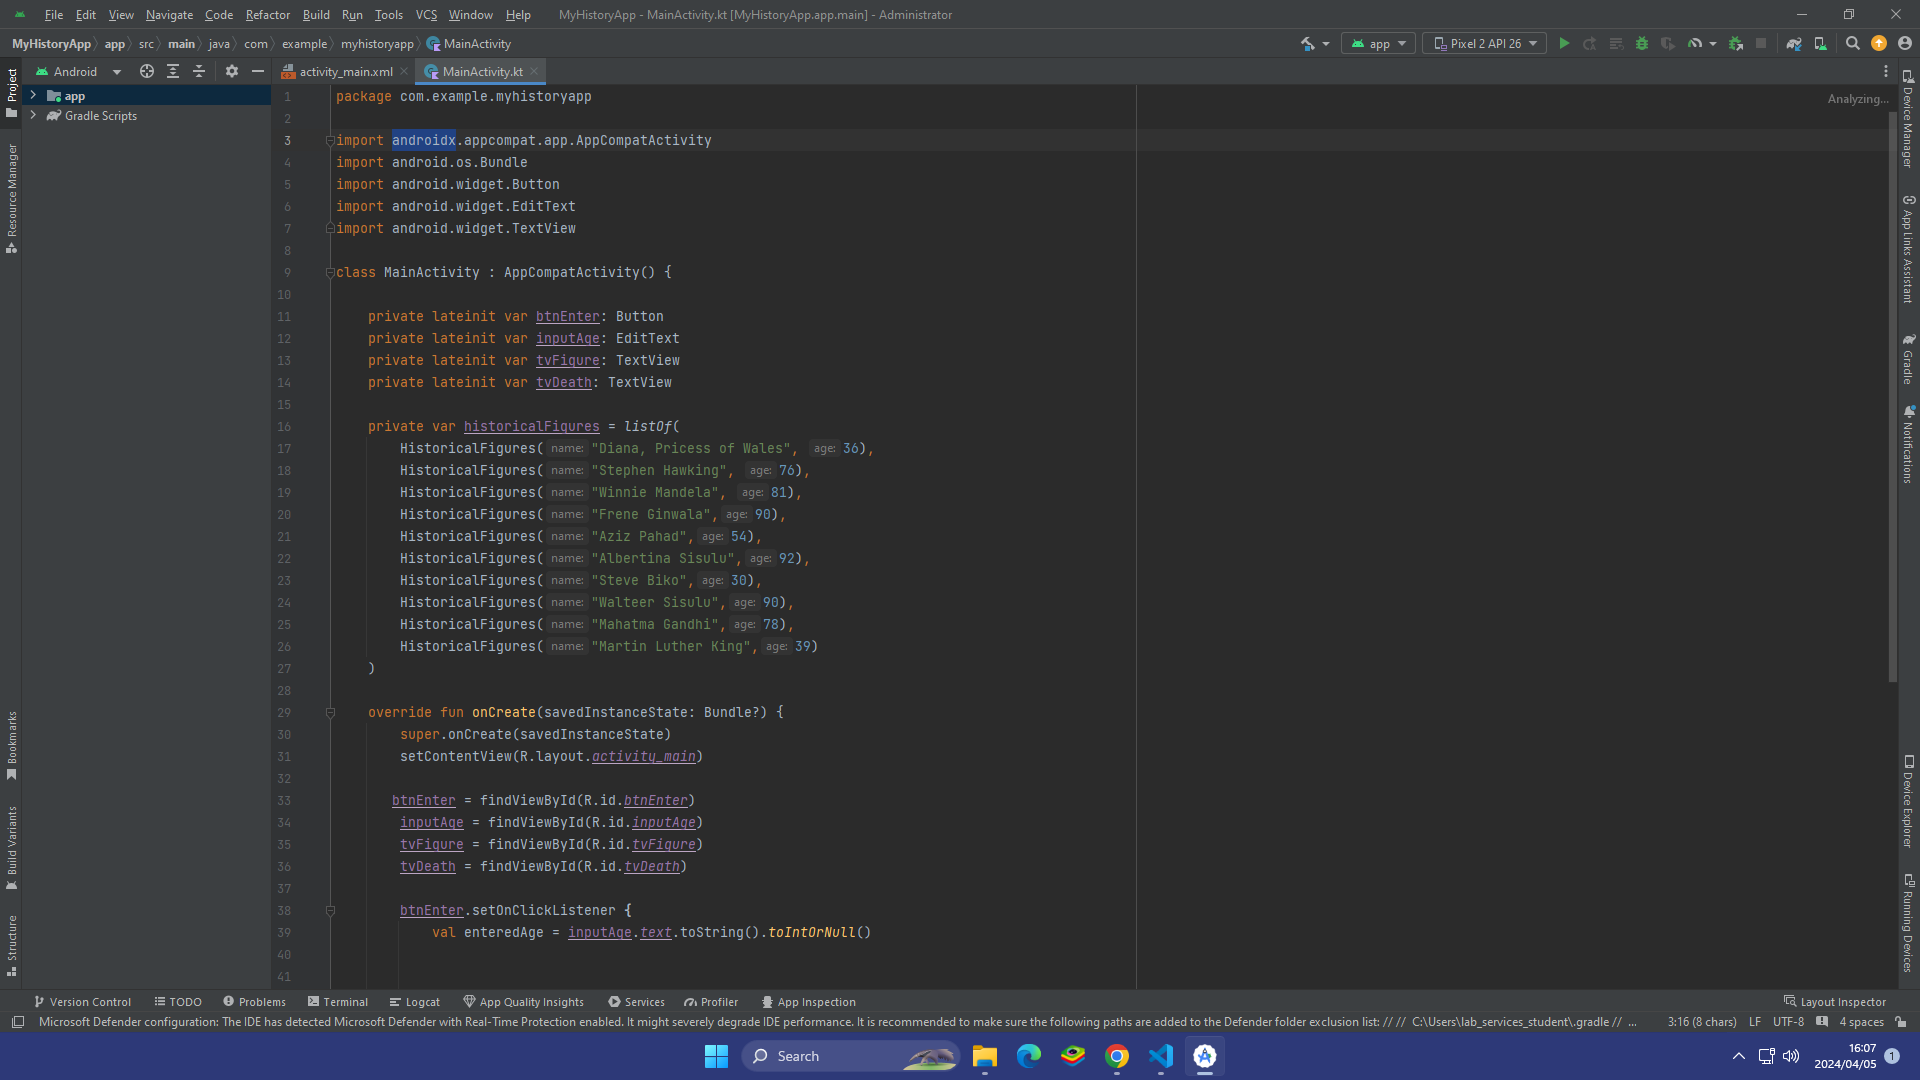 File Edit View Navigate Code Refactor Build Run Tools VCS Window Help MyHistoryApp - MainActivity.kt [MyHistoryApp.app.main] - Administrator
MyHistoryApp app src main java com example myhistoryapp MainActivity app Pixel 2 API 26
Android activity_main.xml MainActivity.kt
Project
Resource Manager
Bookmarks
Build Variants
Structure
app
Gradle Scripts
Analyzing...
1 package com.example.myhistoryapp
2
3 import androidx.appcompat.app.AppCompatActivity
4 import android.os.Bundle
5 import android.widget.Button
6 import android.widget.EditText
7 import android.widget.TextView
8
9 class MainActivity : AppCompatActivity() {
10
11 private lateinit var btnEnter: Button
12 private lateinit var inputAge: EditText
13 private lateinit var tvFigure: TextView
14 private lateinit var tvDeath: TextView
15
16 private var historicalFigures = listOf(
17 HistoricalFigures( name: "Diana, Pricess of Wales", age: 36),
18 HistoricalFigures( name: "Stephen Hawking", age: 76),
19 HistoricalFigures( name: "Winnie Mandela", age: 81),
20 HistoricalFigures( name: "Frene Ginwala", age: 90),
21 HistoricalFigures( name: "Aziz Pahad", age: 54),
22 HistoricalFigures( name: "Albertina Sisulu", age: 92),
23 HistoricalFigures( name: "Steve Biko", age: 30),
24 HistoricalFigures( name: "Walteer Sisulu", age: 90),
25 HistoricalFigures( name: "Mahatma Gandhi", age: 78),
26 HistoricalFigures( name: "Martin Luther King", age: 39)
27 )
28
29 override fun onCreate(savedInstanceState: Bundle?) {
30 super.onCreate(savedInstanceState)
31 setContentView(R.layout.activity_main)
32
33 btnEnter = findViewById(R.id.btnEnter)
34 inputAge = findViewById(R.id.inputAge)
35 tvFigure = findViewById(R.id.tvFigure)
36 tvDeath = findViewById(R.id.tvDeath)
37
38 btnEnter.setOnClickListener {
39 val enteredAge = inputAge.text.toString().toIntOrNull()
40
41
Device Manager
App Links Assistant
Gradle
Notifications
Device Explorer
Running Devices
Version Control TODO Problems Terminal Logcat App Quality Insights Services Profiler App Inspection Layout Inspector
Microsoft Defender configuration: The IDE has detected Microsoft Defender with Real-Time Protection enabled. It might severely degrade IDE performance. It is recommended to make sure the following paths are added to the Defender folder exclusion list: // // C:\Users\lab_services_student\.gradle // ... 3:16 (8 chars) LF UTF-8 4 spaces
Search
16:07
2024/04/05
1